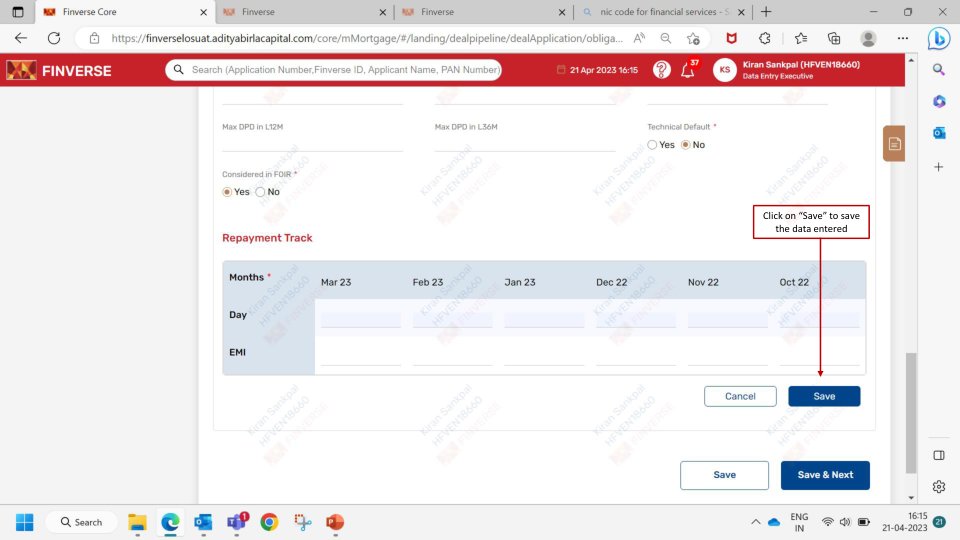 Finverse Core
Finverse
Finverse
nic code for financial services - S
https://finverselosuat.adityabirlacapital.com/core/mMortgage/#/landing/dealpipeline/dealApplication/obliga...
FINVERSE
Search (Application Number,Finverse ID, Applicant Name, PAN Number)
21 Apr 2023 16:15
37
KS
Kiran Sankpal (HFVEN18660)
Data Entry Executive
Max DPD in L12M
Max DPD in L36M
Technical Default *
Yes
No
Considered in FOIR *
Yes
No
Click on “Save” to save
the data entered
Repayment Track
Months *
Mar 23
Feb 23
Jan 23
Dec 22
Nov 22
Oct 22
Day
EMI
Cancel
Save
Save
Save & Next
Kiran Sankpal
HFVEN18660
FINVERSE
Search
ENG
IN
16:15
21-04-2023
21